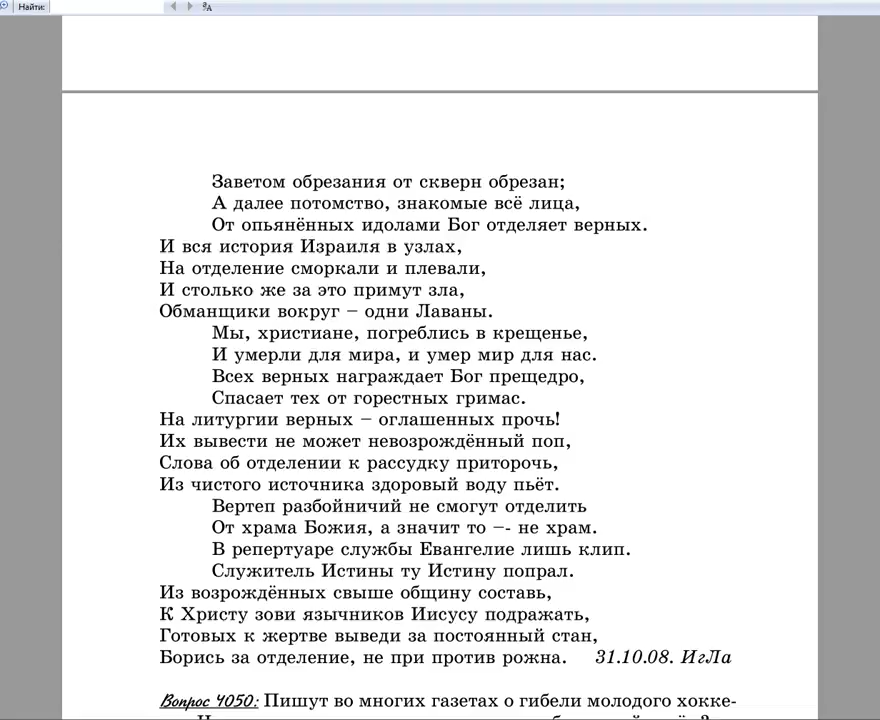 Найти:
Заветом обрезания от скверн обрезан;
А далее потомство, знакомые всё лица,
От опьянённых идолами Бог отделяет верных.
И вся история Израиля в узлах,
На отделение сморкали и плевали,
И столько же за это примут зла,
Обманщики вокруг – одни Лаваны.
Мы, христиане, погреблись в крещенье,
И умерли для мира, и умер мир для нас.
Всех верных награждает Бог прещедро,
Спасает тех от горестных гримас.
На литургии верных – оглашенных прочь!
Их вывести не может невозрождённый поп,
Слова об отделении к рассудку приторочь,
Из чистого источника здоровый воду пьёт.
Вертеп разбойничий не смогут отделить
От храма Божия, а значит то –- не храм.
В репертуаре службы Евангелие лишь клип.
Служитель Истины ту Истину попрал.
Из возрождённых свыше общину составь,
К Христу зови язычников Иисусу подражать,
Готовых к жертве выведи за постоянный стан,
Борись за отделение, не при против рожна. 31.10.08. ИгЛа
Вопрос 4050: Пишут во многих газетах о гибели молодого хокке-